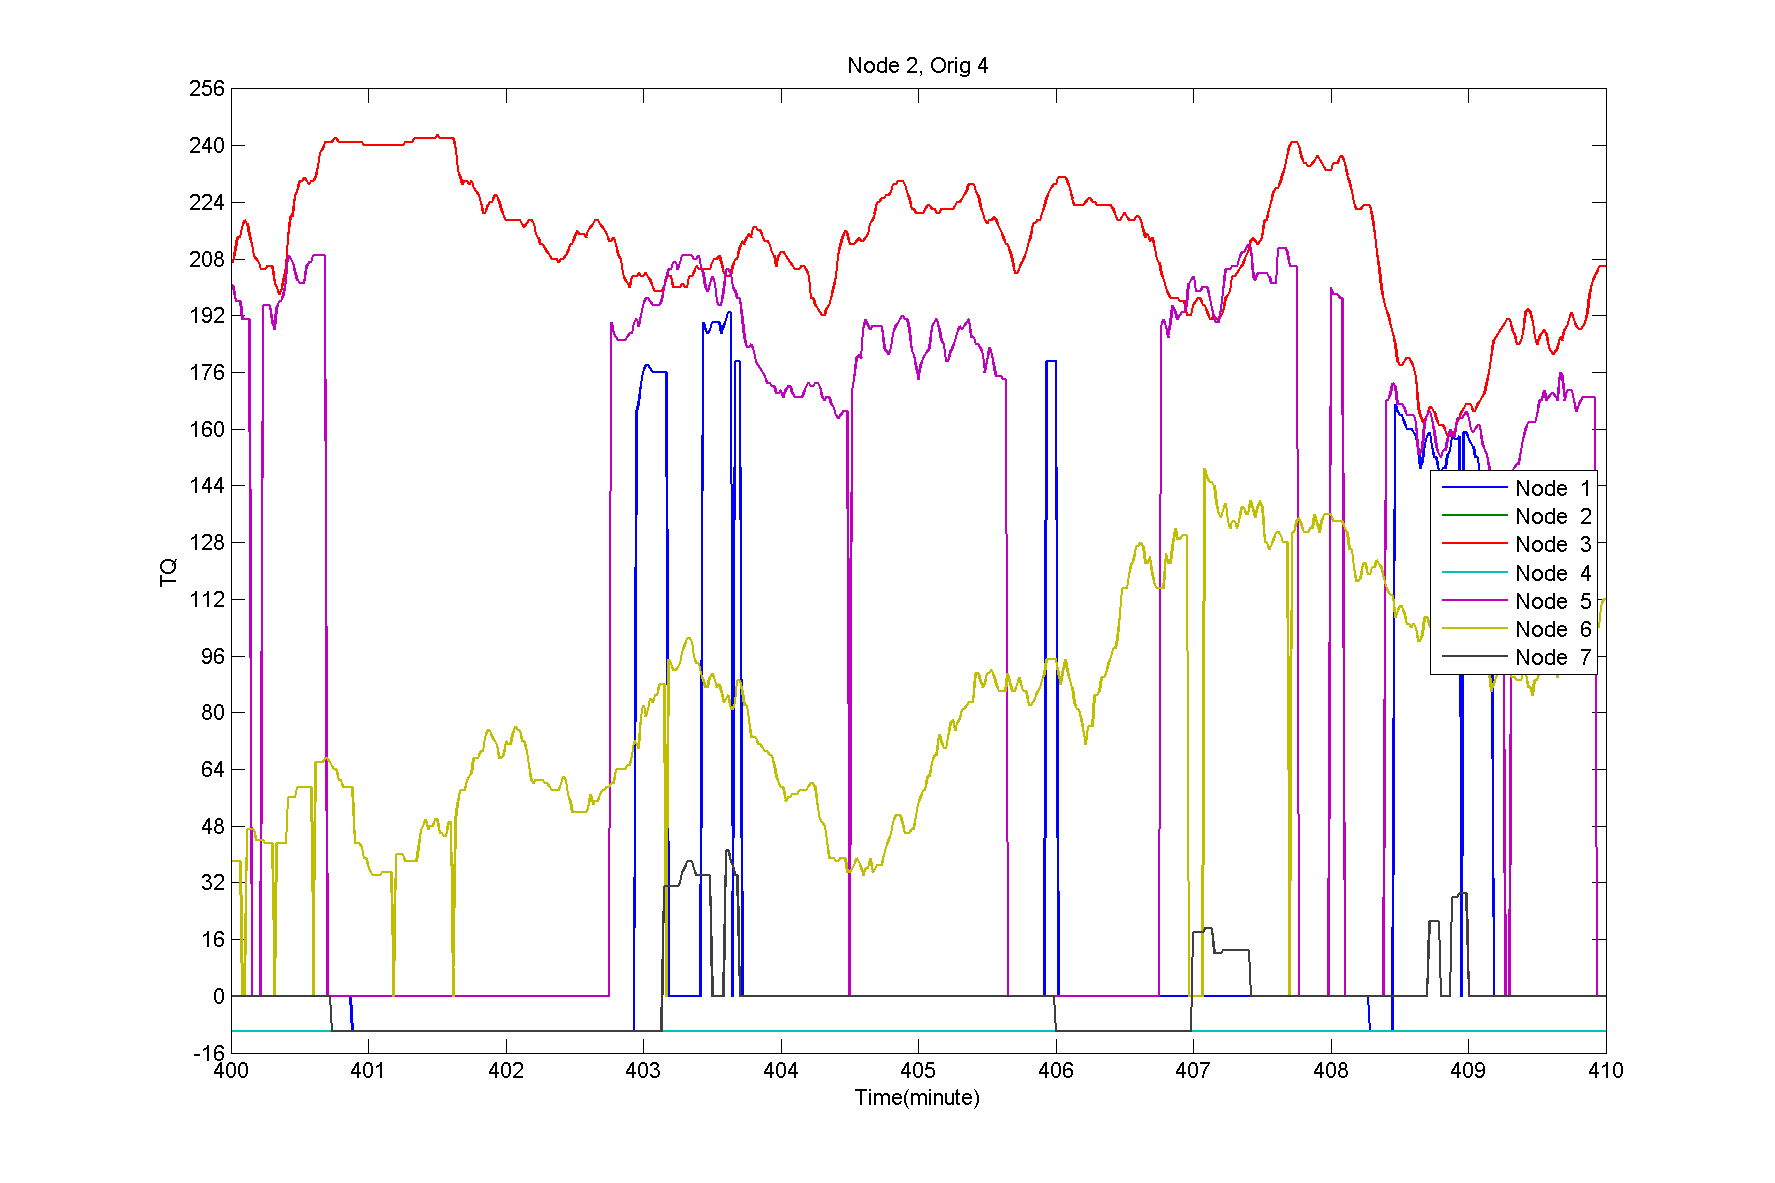 Node 2, Orig 4
256
240
224
208
192
176
160
144
128
112
96
80
64
48
32
16
0
-16
TQ
400 401 402 403 404 405 406 407 408 409 410
Time(minute)
Node 1
Node 2
Node 3
Node 4
Node 5
Node 6
Node 7